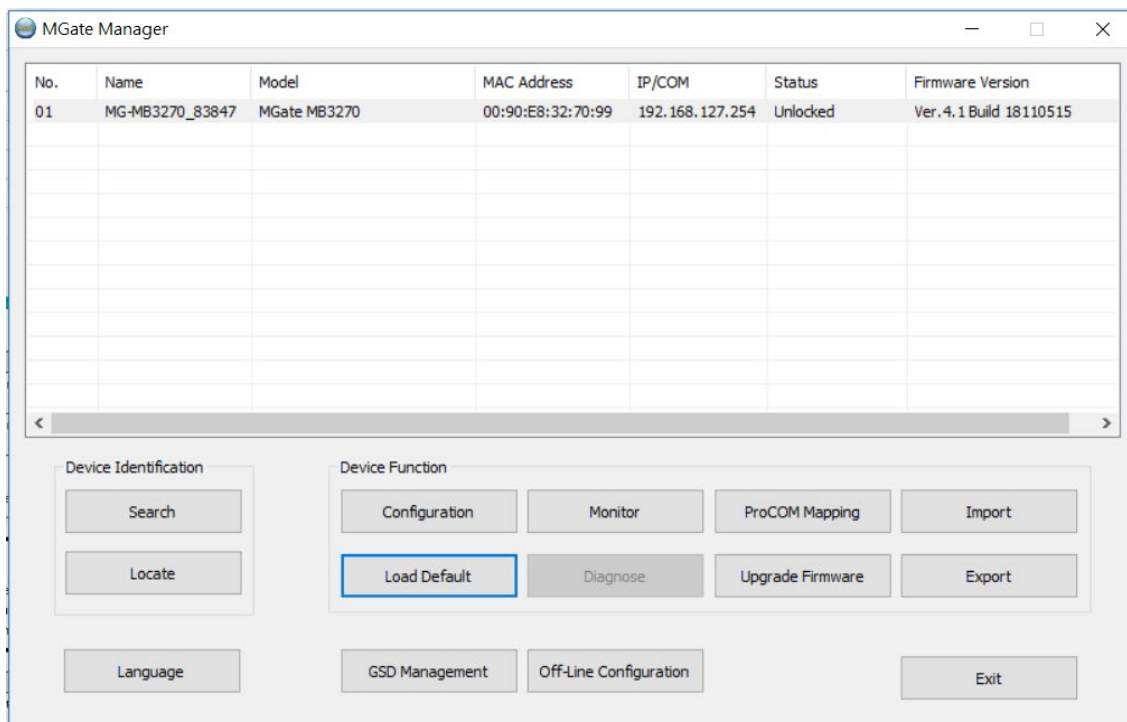 MGate Manager
No. Name Model MAC Address IP/COM Status Firmware Version
01 MG-MB3270_83847 MGate MB3270 00:90:E8:32:70:99 192.168.127.254 Unlocked Ver.4.1 Build 18110515
Device Identification
Search
Locate
Device Function
Configuration Monitor ProCOM Mapping Import
Load Default Diagnose Upgrade Firmware Export
Language GSD Management Off-Line Configuration Exit